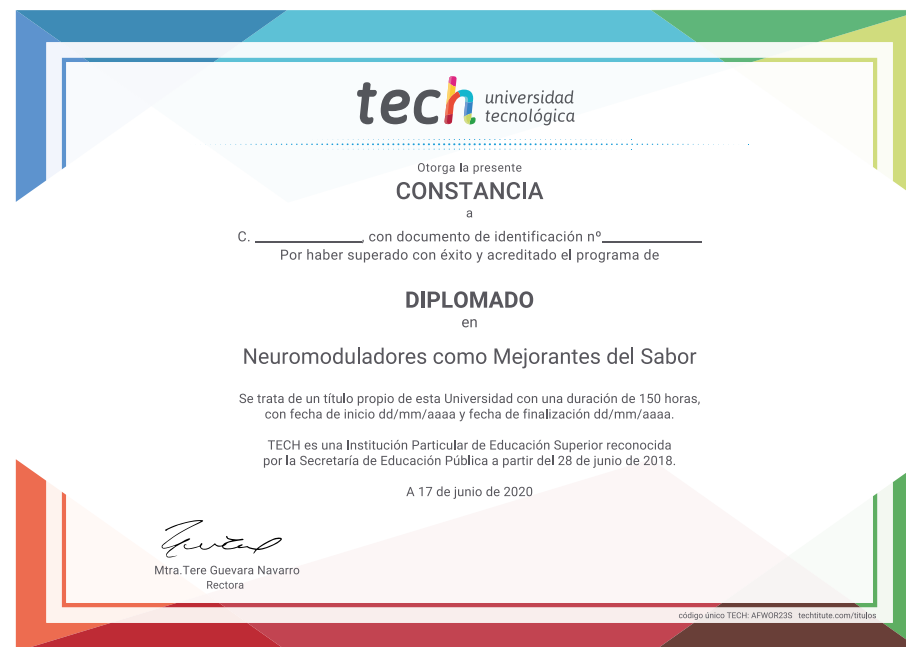 tech universidad
tecnológica
Otorga la presente
CONSTANCIA
a
C. ______________, con documento de identificación nº_____________
Por haber superado con éxito y acreditado el programa de
DIPLOMADO
en
Neuromoduladores como Mejorantes del Sabor
Se trata de un título propio de esta Universidad con una duración de 150 horas,
con fecha de inicio dd/mm/aaaa y fecha de finalización dd/mm/aaaa.
TECH es una Institución Particular de Educación Superior reconocida
por la Secretaría de Educación Pública a partir del 28 de junio de 2018.
A 17 de junio de 2020
Mtra.Tere Guevara Navarro
Rectora
código único TECH: AFWOR23S techtitute.com/titulos